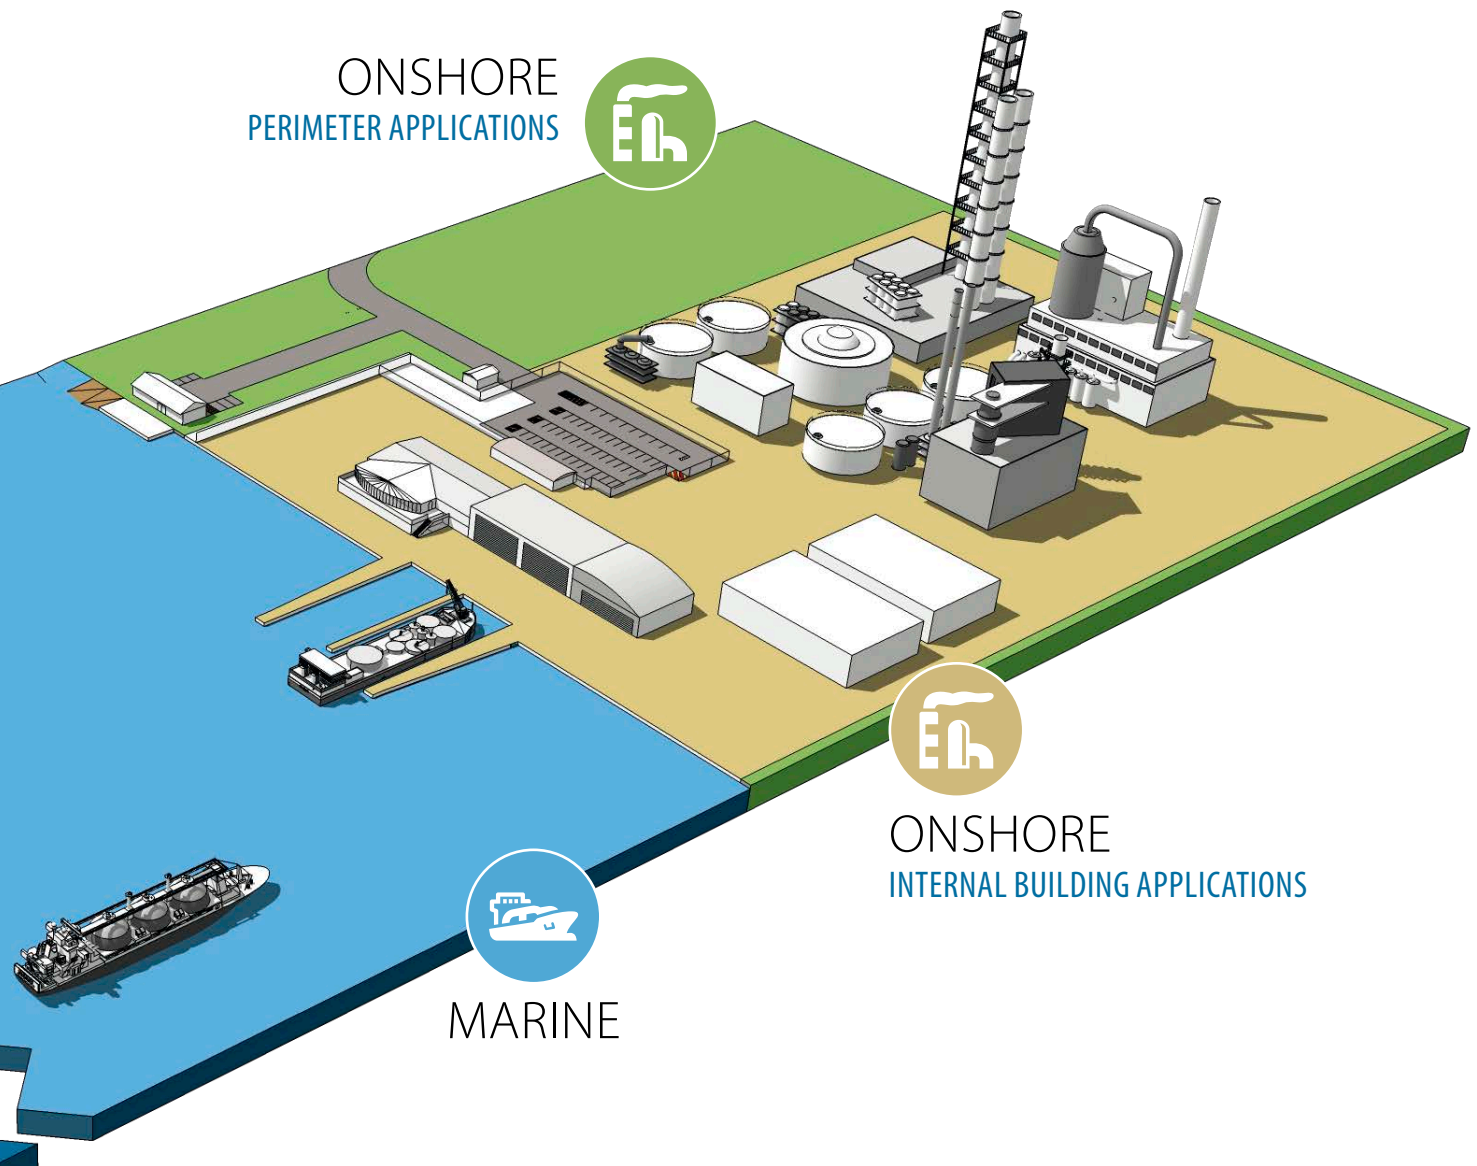 ONSHORE
PERIMETER APPLICATIONS
ONSHORE
INTERNAL BUILDING APPLICATIONS
MARINE